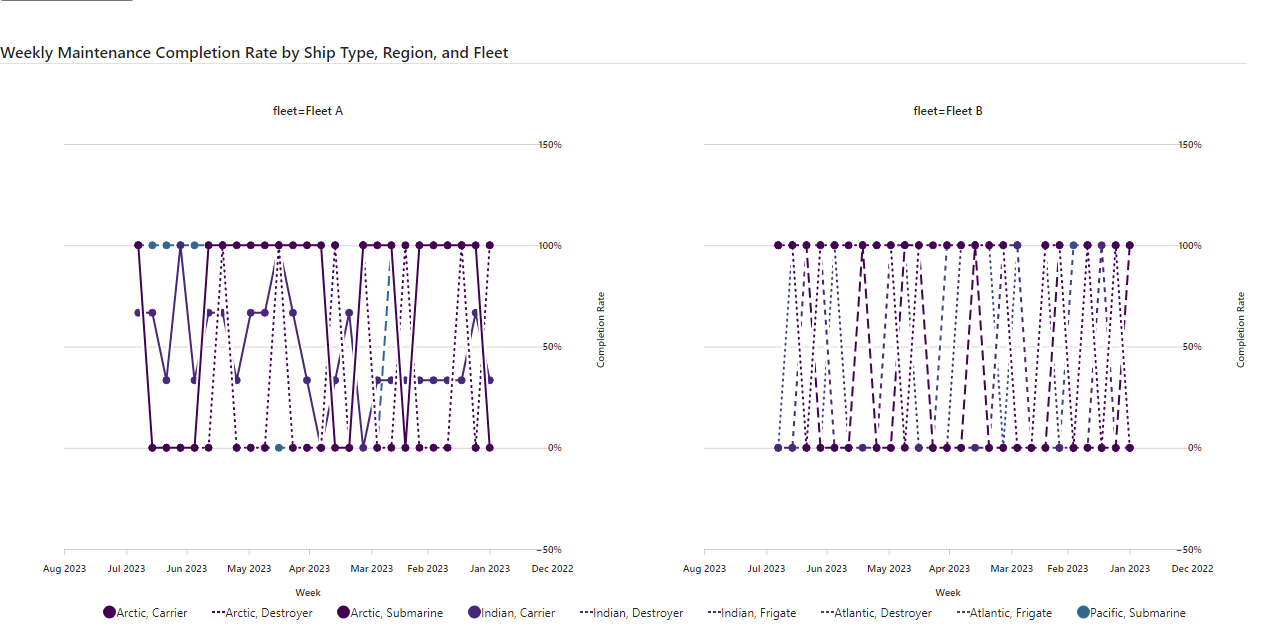 Weekly Maintenance Completion Rate by Ship Type, Region, and Fleet
fleet=Fleet A
fleet=Fleet B
150%
100%
50%
0%
−50%
Completion Rate
Aug 2023 Jul 2023 Jun 2023 May 2023 Apr 2023 Mar 2023 Feb 2023 Jan 2023 Dec 2022
Week
150%
100%
50%
0%
−50%
Completion Rate
Aug 2023 Jul 2023 Jun 2023 May 2023 Apr 2023 Mar 2023 Feb 2023 Jan 2023 Dec 2022
Week
Arctic, Carrier Arctic, Destroyer Arctic, Submarine Indian, Carrier Indian, Destroyer Indian, Frigate Atlantic, Destroyer Atlantic, Frigate Pacific, Submarine